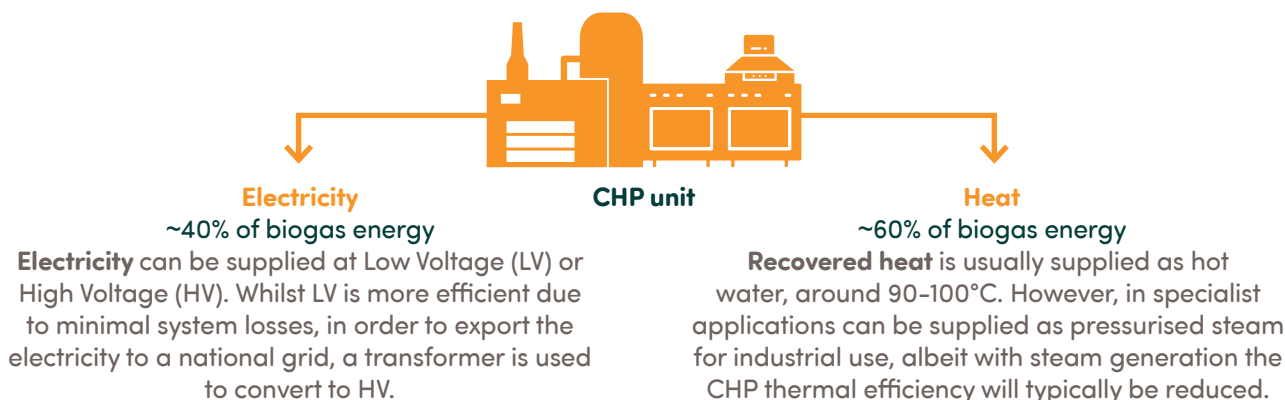 Electricity
~40% of biogas energy
Electricity can be supplied at Low Voltage (LV) or
High Voltage (HV). Whilst LV is more efficient due
to minimal system losses, in order to export the
electricity to a national grid, a transformer is used
to convert to HV.
CHP unit
Heat
~60% of biogas energy
Recovered heat is usually supplied as hot
water, around 90-100°C. However, in specialist
applications can be supplied as pressurised steam
for industrial use, albeit with steam generation the
CHP thermal efficiency will typically be reduced.